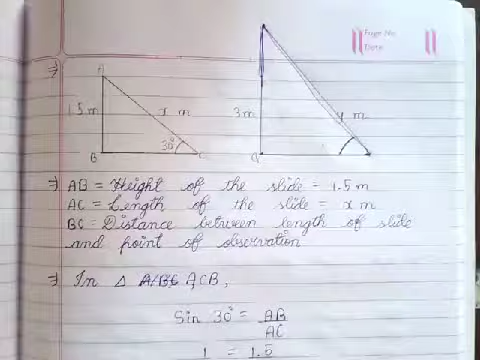 Page No.
Date
⇒
A
1.5 m
x m
30°
B
C
3m
y m
Q
⇒ AB = Height of the slide = 1.5 m
AC = Length of the slide = x m
BC = Distance between length of slide
and point of observation
⇒ In Δ ACB,
Sin 30° = AB
AC
1 = 1.5